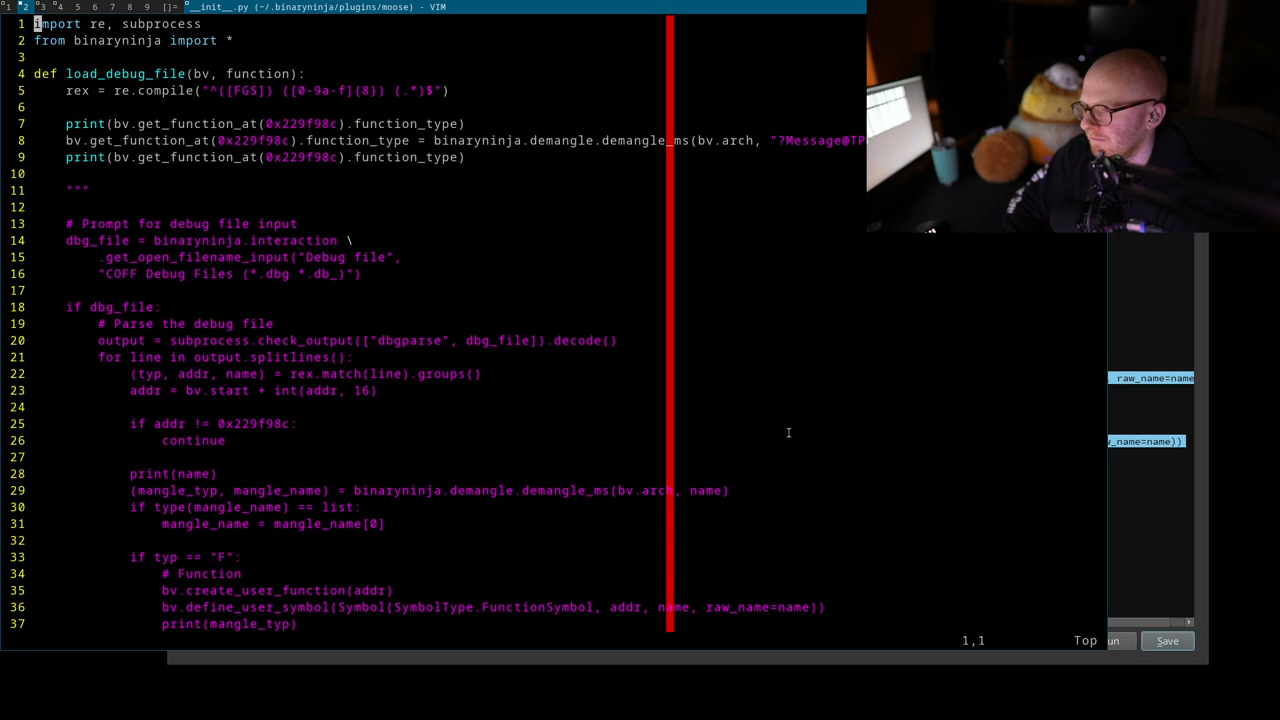 1 2 3 4 5 6 7 8 9 []= __init__.py (~/.binaryninja/plugins/moose) - VIM
1 import re, subprocess
2 from binaryninja import *
3
4 def load_debug_file(bv, function):
5 rex = re.compile("^([FGS]) ([0-9a-f]{8}) (.*)$")
6
7 print(bv.get_function_at(0x229f98c).function_type)
8 bv.get_function_at(0x229f98c).function_type = binaryninja.demangle.demangle_ms(bv.arch, "?Message@TP
9 print(bv.get_function_at(0x229f98c).function_type)
10
11 """
12
13 # Prompt for debug file input
14 dbg_file = binaryninja.interaction \
15 .get_open_filename_input("Debug file",
16 "COFF Debug Files (*.dbg *.db_)")
17
18 if dbg_file:
19 # Parse the debug file
20 output = subprocess.check_output(["dbgparse", dbg_file]).decode()
21 for line in output.splitlines():
22 (typ, addr, name) = rex.match(line).groups()
23 addr = bv.start + int(addr, 16)
24
25 if addr != 0x229f98c:
26 continue
27
28 print(name)
29 (mangle_typ, mangle_name) = binaryninja.demangle.demangle_ms(bv.arch, name)
30 if type(mangle_name) == list:
31 mangle_name = mangle_name[0]
32
33 if typ == "F":
34 # Function
35 bv.create_user_function(addr)
36 bv.define_user_symbol(Symbol(SymbolType.FunctionSymbol, addr, name, raw_name=name))
37 print(mangle_typ)
1,1 Top
, raw_name=name
w_name=name))
un Save